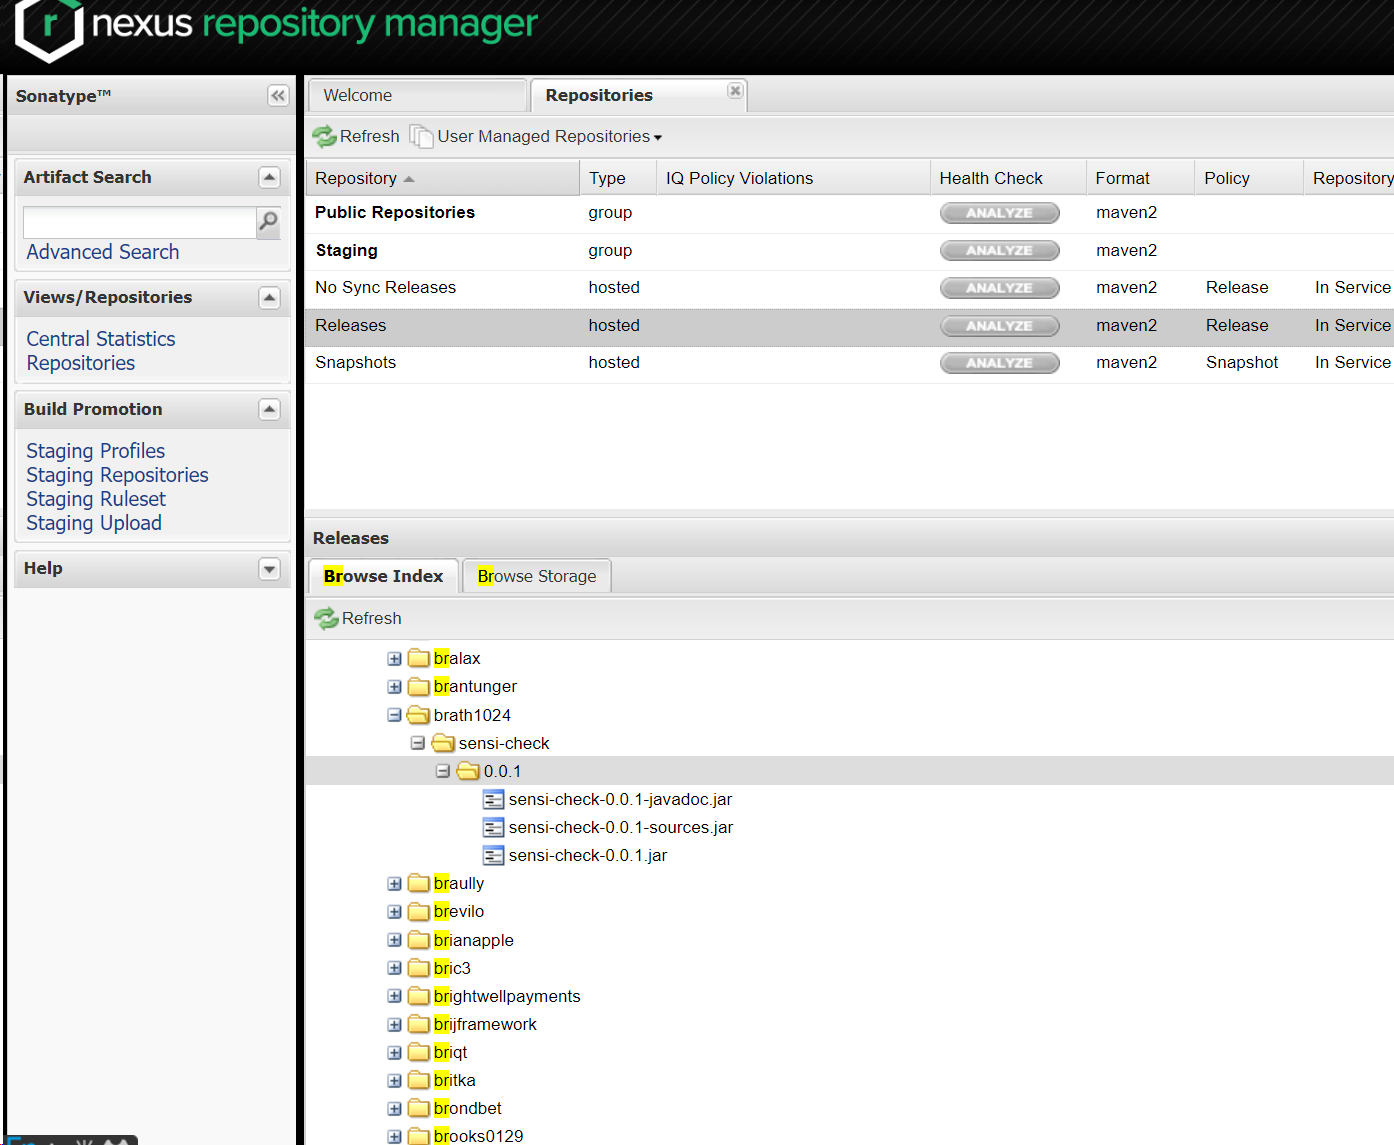 nexus repository manager
Sonatype™
Welcome
Repositories
Refresh
User Managed Repositories
Artifact Search
Advanced Search
Views/Repositories
Central Statistics
Repositories
Build Promotion
Staging Profiles
Staging Repositories
Staging Ruleset
Staging Upload
Help
Repository Type IQ Policy Violations Health Check Format Policy Repository
Public Repositories group ANALYZE maven2
Staging group ANALYZE maven2
No Sync Releases hosted ANALYZE maven2 Release In Service
Releases hosted ANALYZE maven2 Release In Service
Snapshots hosted ANALYZE maven2 Snapshot In Service
Releases
Browse Index
Browse Storage
Refresh
bralax
brantunger
brath1024
sensi-check
0.0.1
sensi-check-0.0.1-javadoc.jar
sensi-check-0.0.1-sources.jar
sensi-check-0.0.1.jar
braully
brevilo
brianapple
bric3
brightwellpayments
brijframework
briqt
britka
brondbet
brooks0129